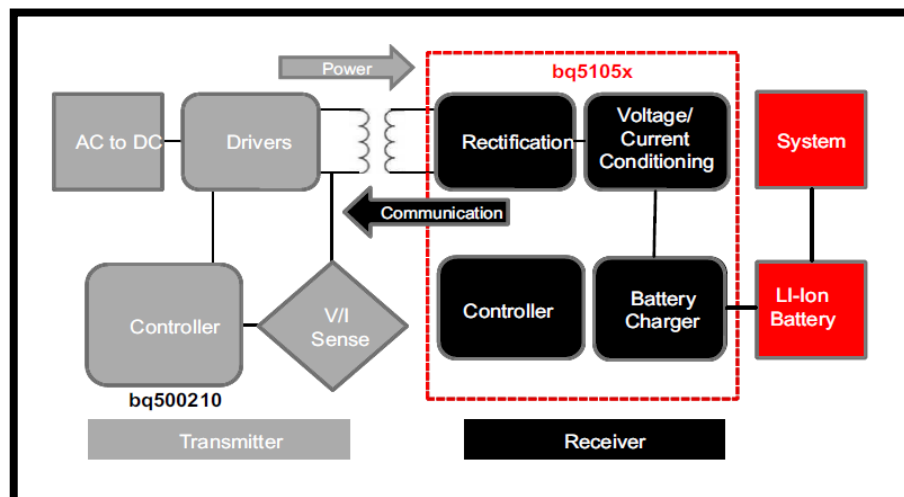 Power
bq5105x
AC to DC
Drivers
Rectification
Voltage/
Current
Conditioning
System
Communication
Controller
V/I
Sense
Controller
Battery
Charger
LI-Ion
Battery
bq500210
Transmitter
Receiver